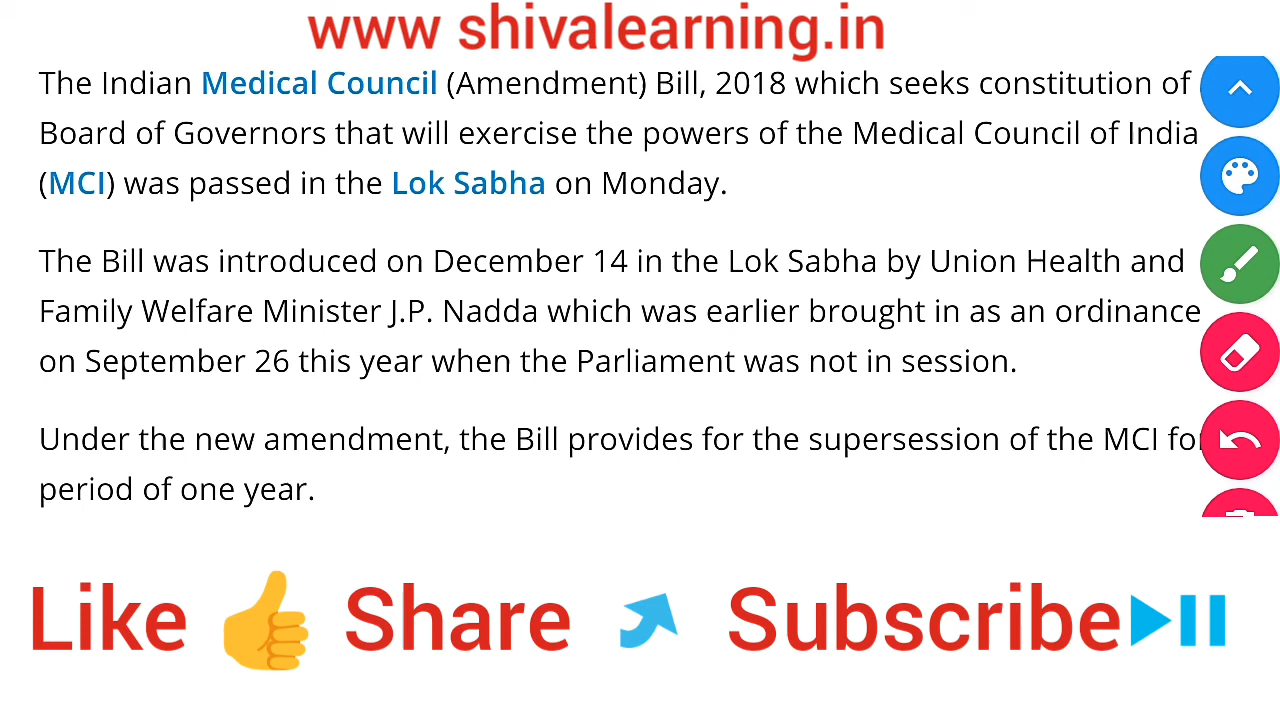 www shivalearning.in
The Indian Medical Council (Amendment) Bill, 2018 which seeks constitution of
Board of Governors that will exercise the powers of the Medical Council of India
(MCI) was passed in the Lok Sabha on Monday.
The Bill was introduced on December 14 in the Lok Sabha by Union Health and
Family Welfare Minister J.P. Nadda which was earlier brought in as an ordinance
on September 26 this year when the Parliament was not in session.
Under the new amendment, the Bill provides for the supersession of the MCI for
period of one year.
Like Share Subscribe